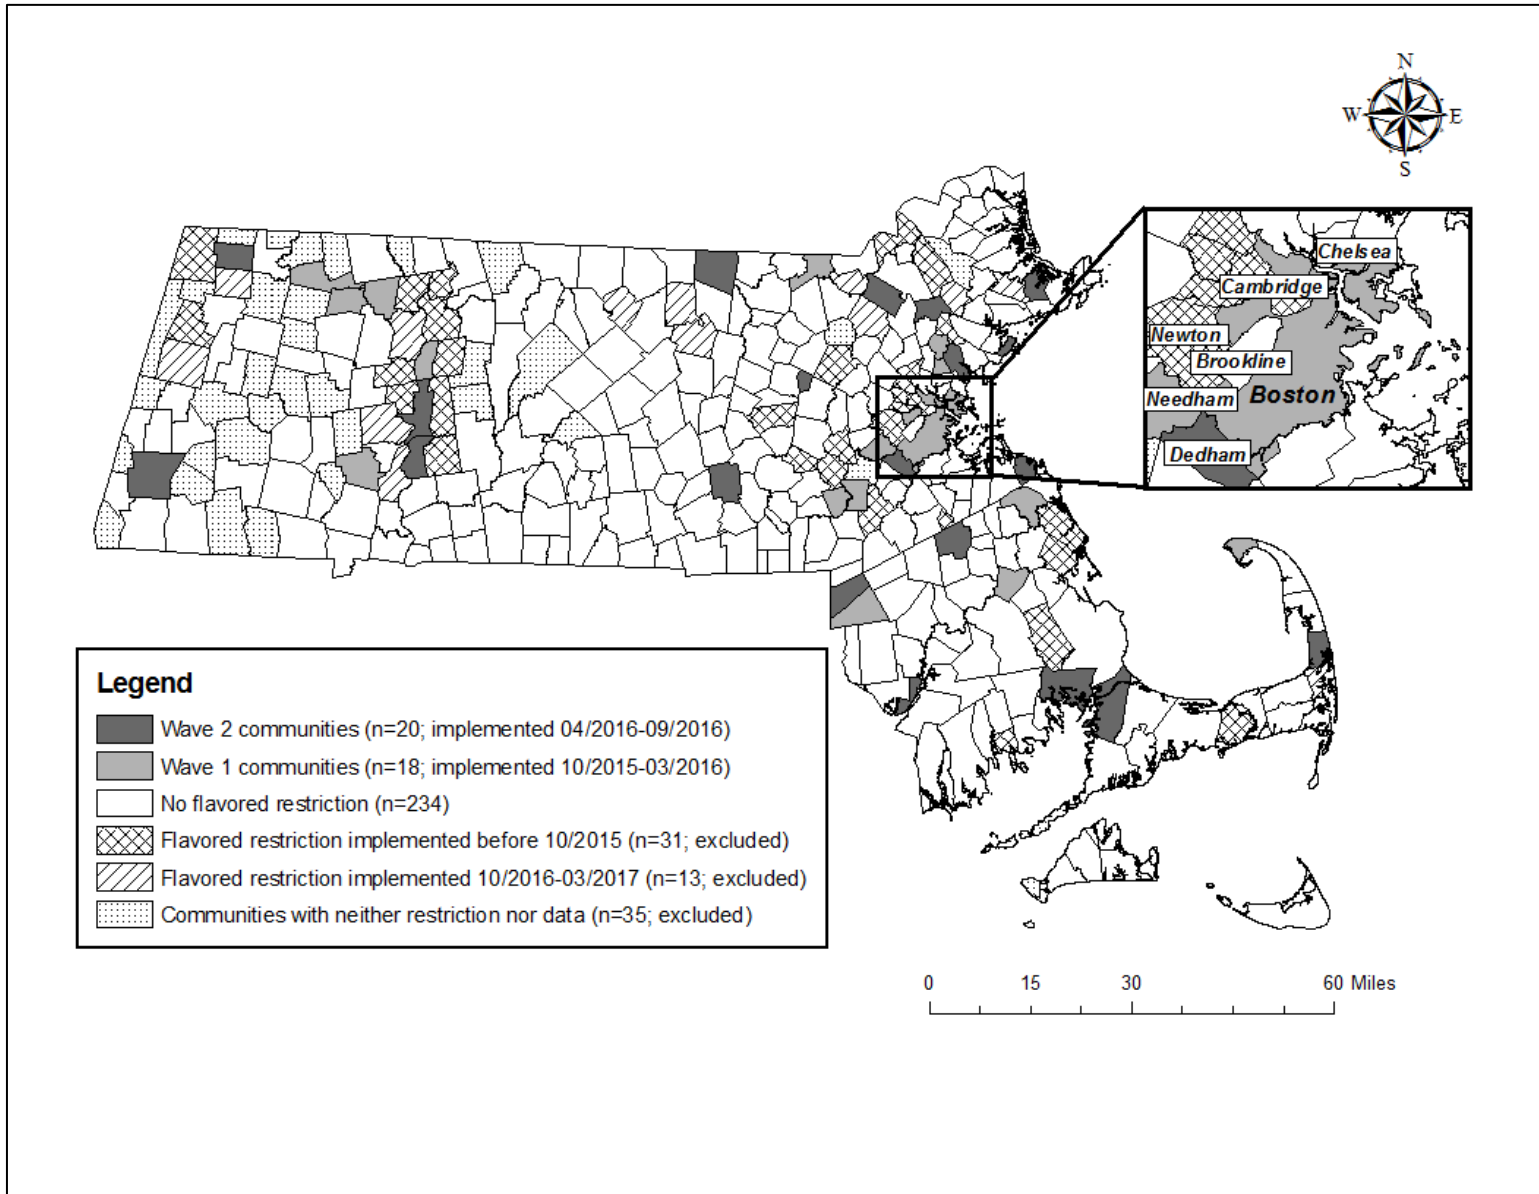 N
W E
S
Chelsea
Cambridge
Newton
Brookline
Needham
Boston
Dedham
Legend
Wave 2 communities (n=20; implemented 04/2016-09/2016)
Wave 1 communities (n=18; implemented 10/2015-03/2016)
No flavored restriction (n=234)
Flavored restriction implemented before 10/2015 (n=31; excluded)
Flavored restriction implemented 10/2016-03/2017 (n=13; excluded)
Communities with neither restriction nor data (n=35; excluded)
0 15 30 60 Miles